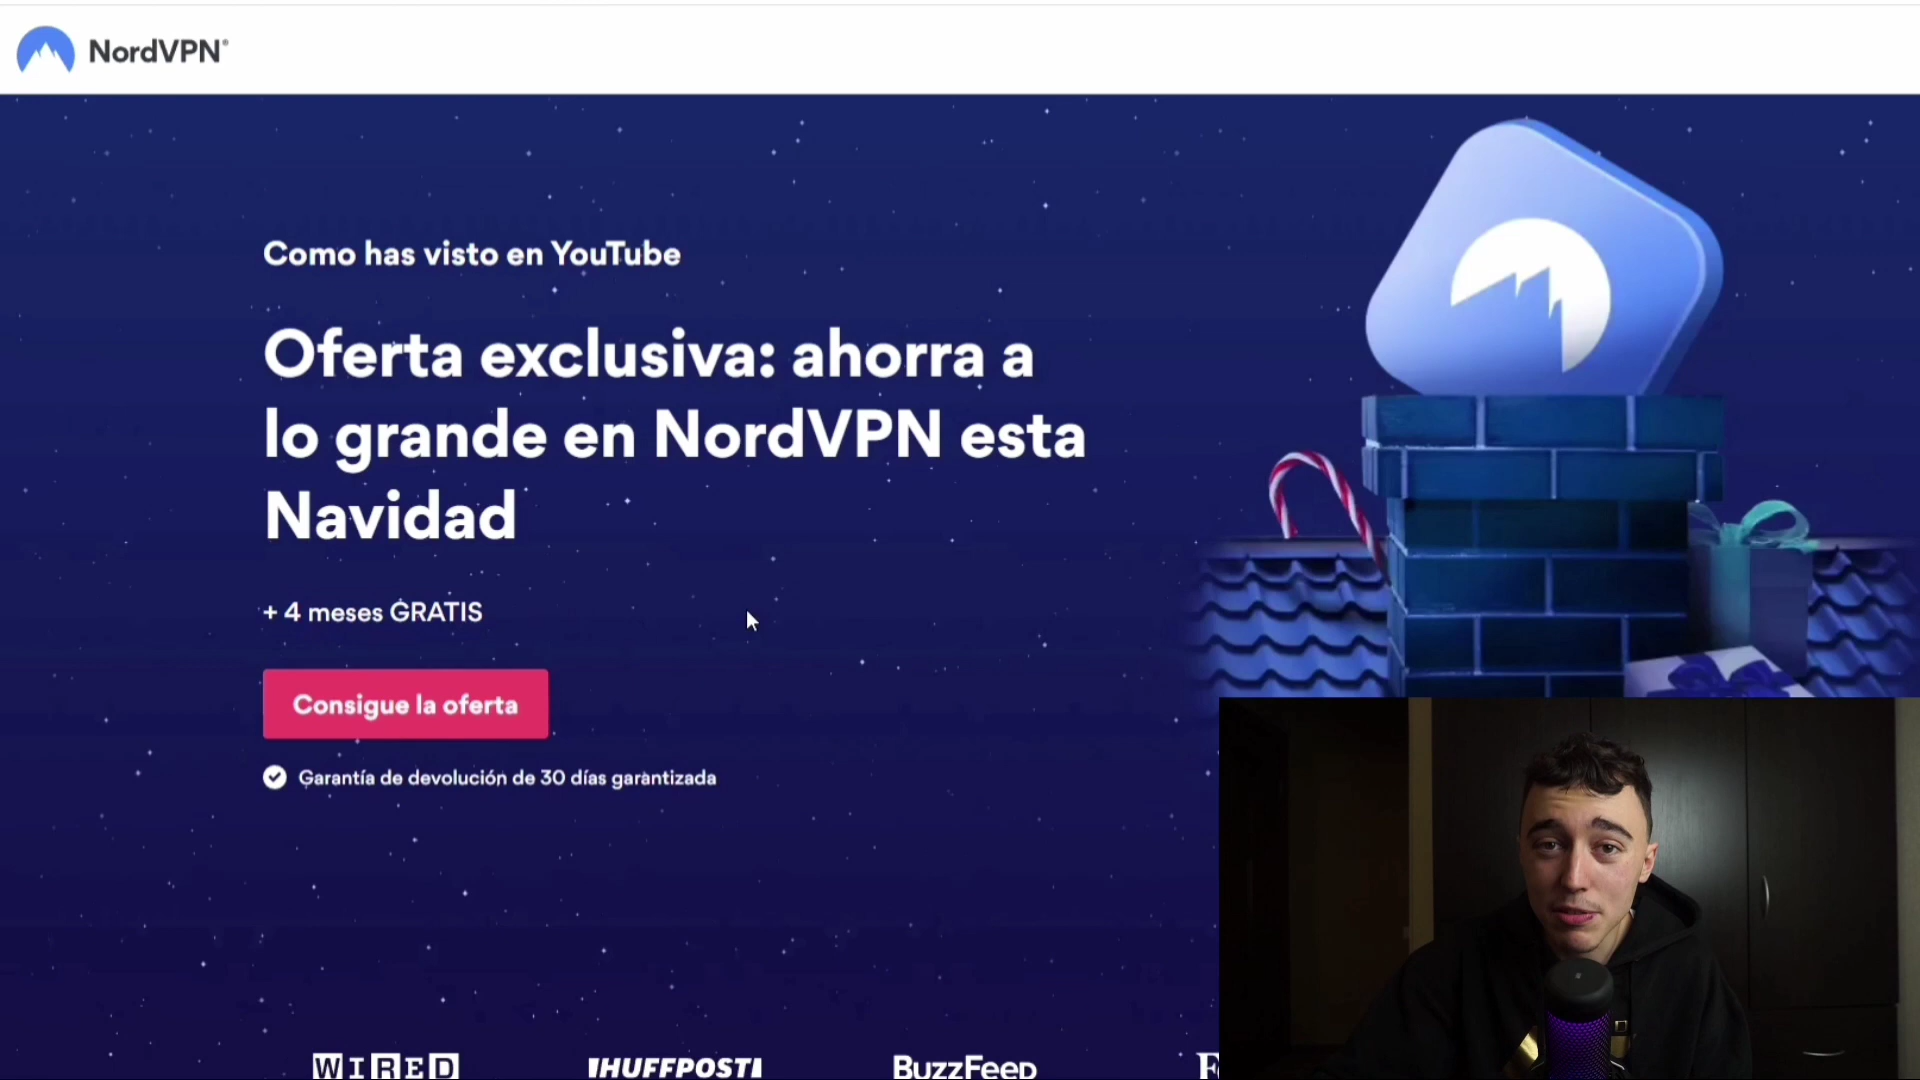 NordVPN®
Como has visto en YouTube
Oferta exclusiva: ahorra a
lo grande en NordVPN esta
Navidad
+ 4 meses GRATIS
Consigue la oferta
Garantía de devolución de 30 días garantizada
WIRED
HUFFPOST
BuzzFeed